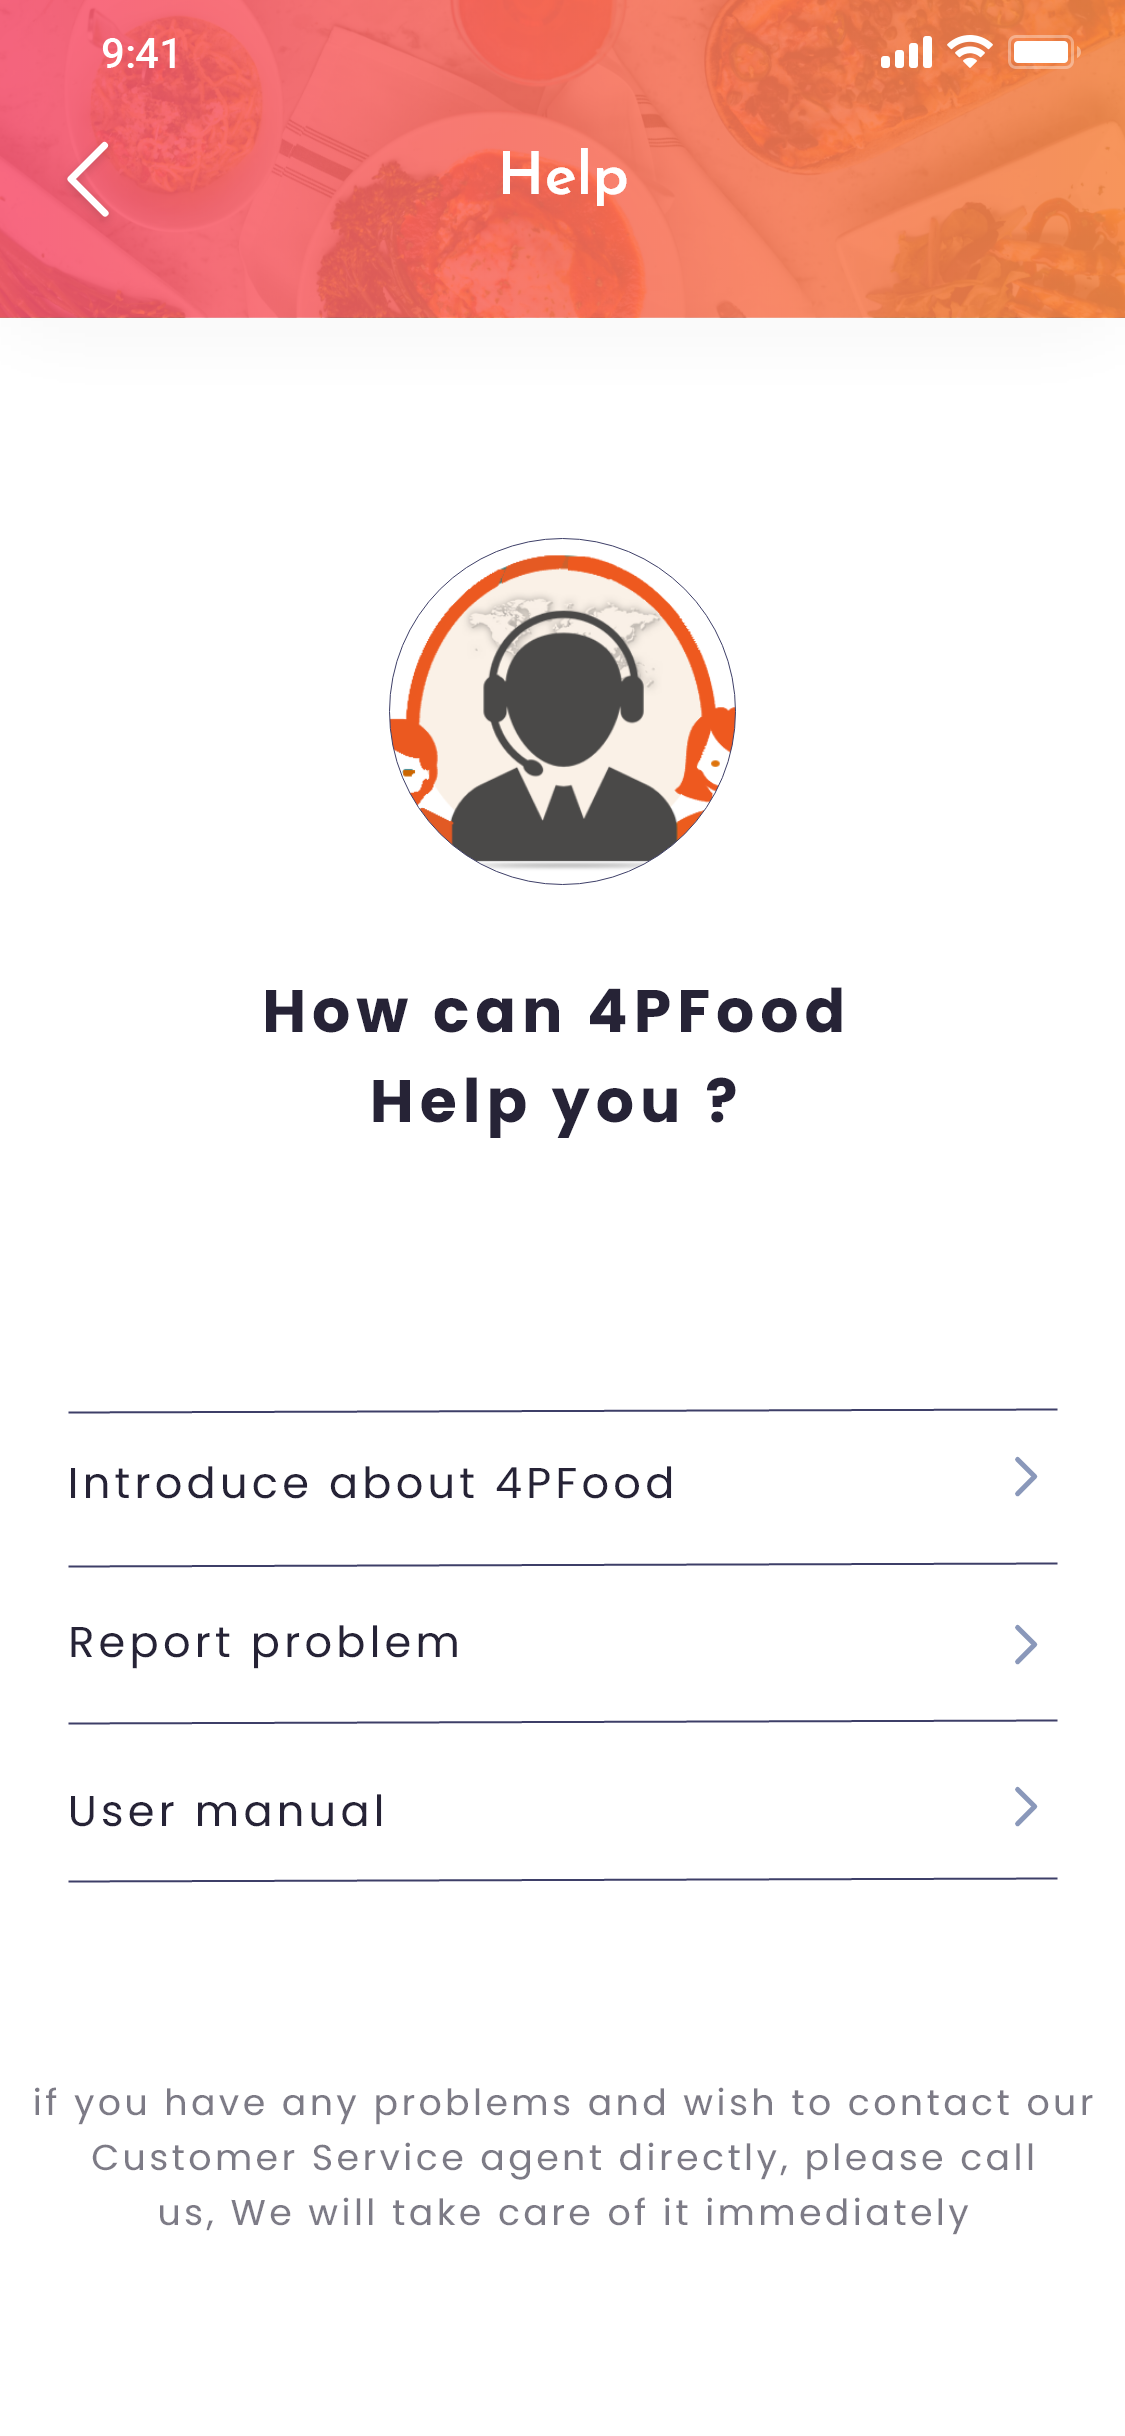 9:41
Help
How can 4PFood
Help you ?
Introduce about 4PFood
Report problem
User manual
if you have any problems and wish to contact our
Customer Service agent directly, please call
us, We will take care of it immediately